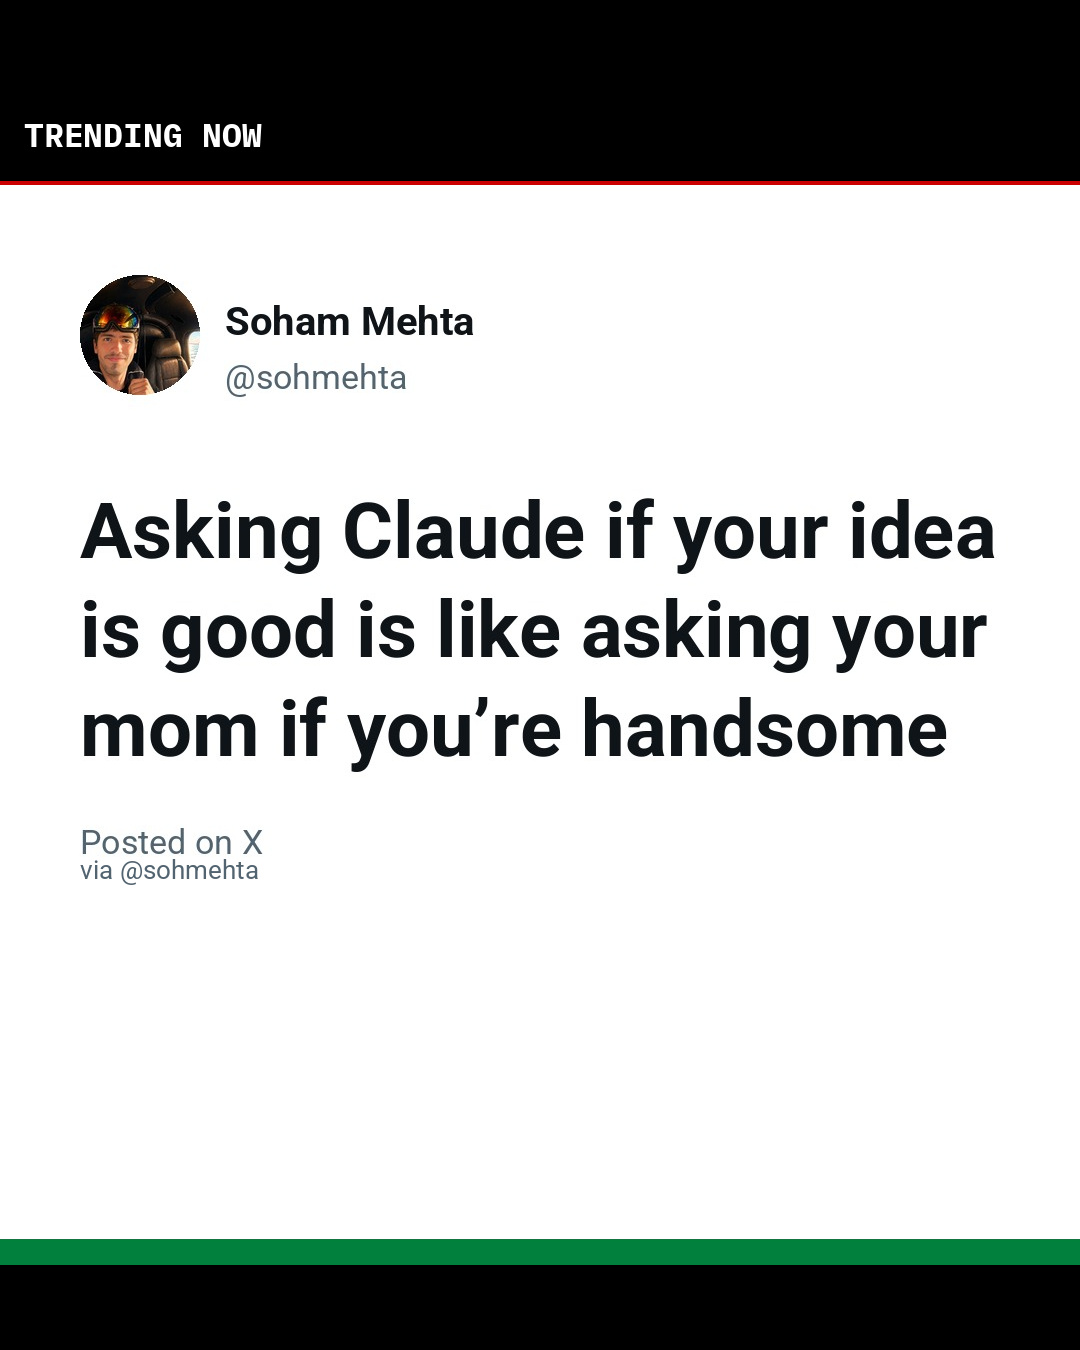 TRENDING NOW
Soham Mehta
@sohmehta
Asking Claude if your idea
is good is like asking your
mom if you’re handsome
Posted on X
via @sohmehta